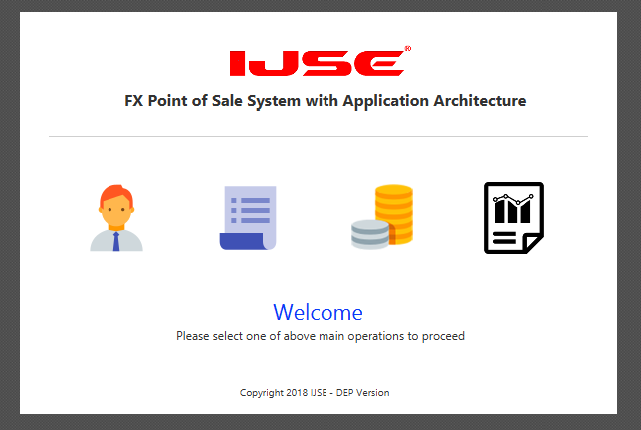 IJSE®
FX Point of Sale System with Application Architecture
Welcome
Please select one of above main operations to proceed
Copyright 2018 IJSE - DEP Version